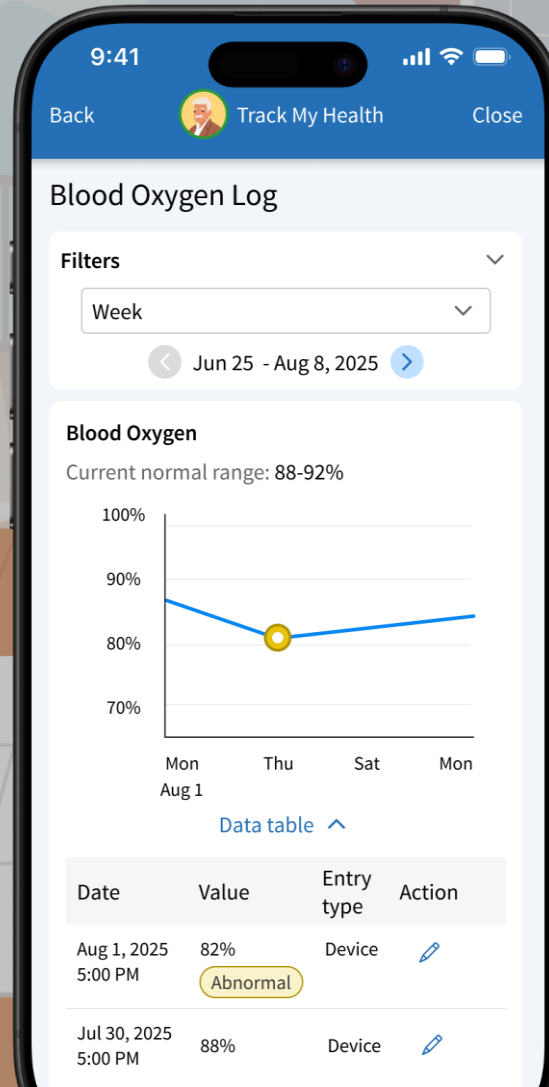 9:41
Back
Track My Health
Close
Blood Oxygen Log
Filters
Week
Jun 25 - Aug 8, 2025
Blood Oxygen
Current normal range: 88-92%
100%
90%
80%
70%
Mon Thu Sat Mon
Aug 1
Data table
Date Value Entry type Action
Aug 1, 2025 82% Device
5:00 PM Abnormal
Jul 30, 2025 88% Device
5:00 PM